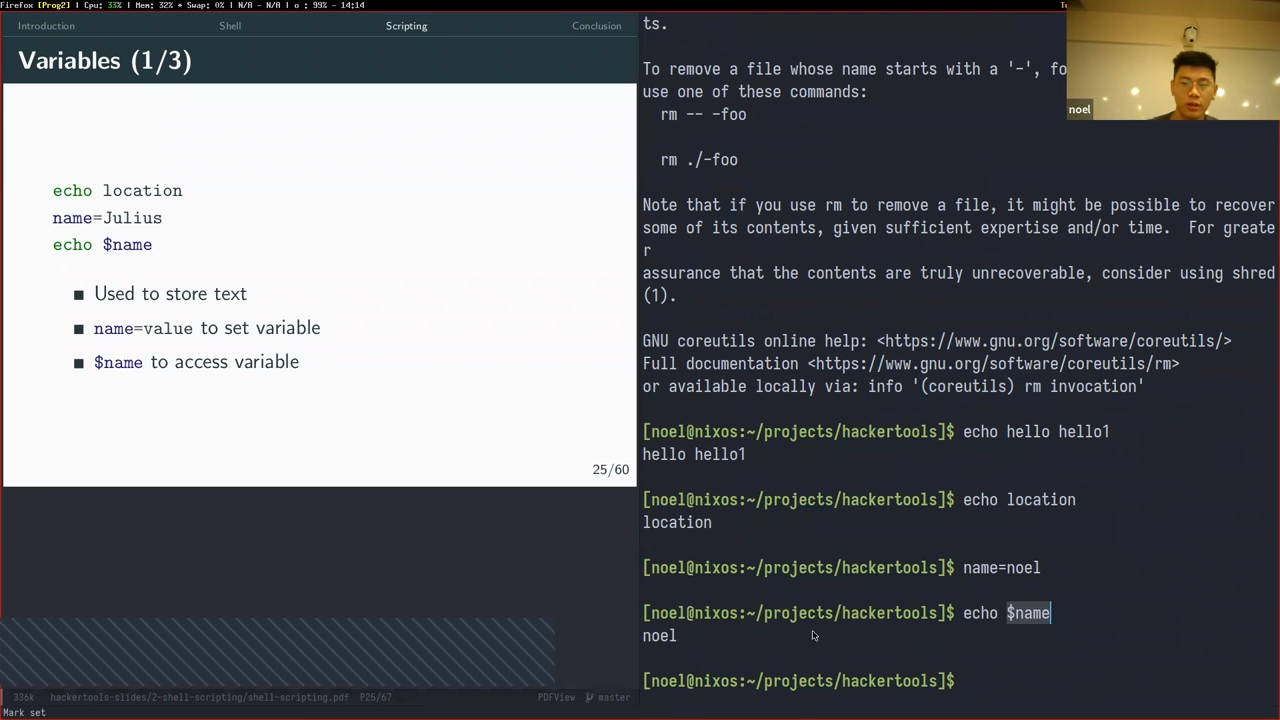 Firefox [Prog2] | Cpu: 33% | Mem: 32% * Swap: 0% | N/A - N/A | o : 99% - 14:14
Introduction Shell Scripting Conclusion
Variables (1/3)
echo location
name=Julius
echo $name
■ Used to store text
■ name=value to set variable
■ $name to access variable
25/60
336k hackertools-slides/2-shell-scripting/shell-scripting.pdf P25/67 PDFView master
Mark set
ts.
To remove a file whose name starts with a '-', fo
use one of these commands:
rm -- -foo
rm ./-foo
Note that if you use rm to remove a file, it might be possible to recover
some of its contents, given sufficient expertise and/or time. For greate
r
assurance that the contents are truly unrecoverable, consider using shred
(1).
GNU coreutils online help: <https://www.gnu.org/software/coreutils/>
Full documentation <https://www.gnu.org/software/coreutils/rm>
or available locally via: info '(coreutils) rm invocation'
[noel@nixos:~/projects/hackertools]$ echo hello hello1
hello hello1
[noel@nixos:~/projects/hackertools]$ echo location
location
[noel@nixos:~/projects/hackertools]$ name=noel
[noel@nixos:~/projects/hackertools]$ echo $name
noel
[noel@nixos:~/projects/hackertools]$
noel